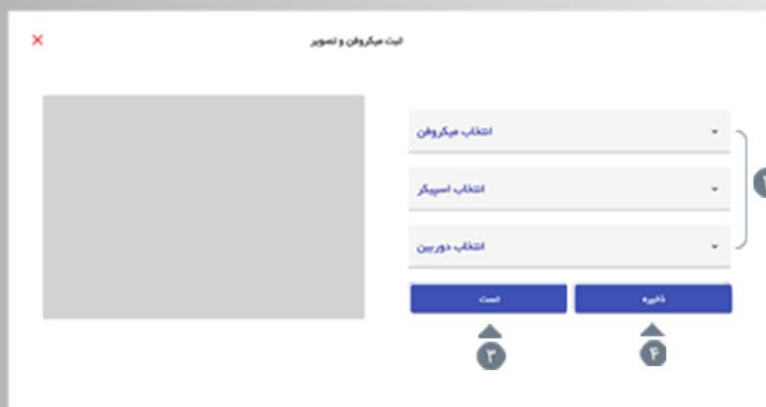 ثبت میکروفن و تصویر
انتخاب میکروفن
انتخاب اسپیکر
انتخاب دوربین
ذخیره
تست
۳
۴